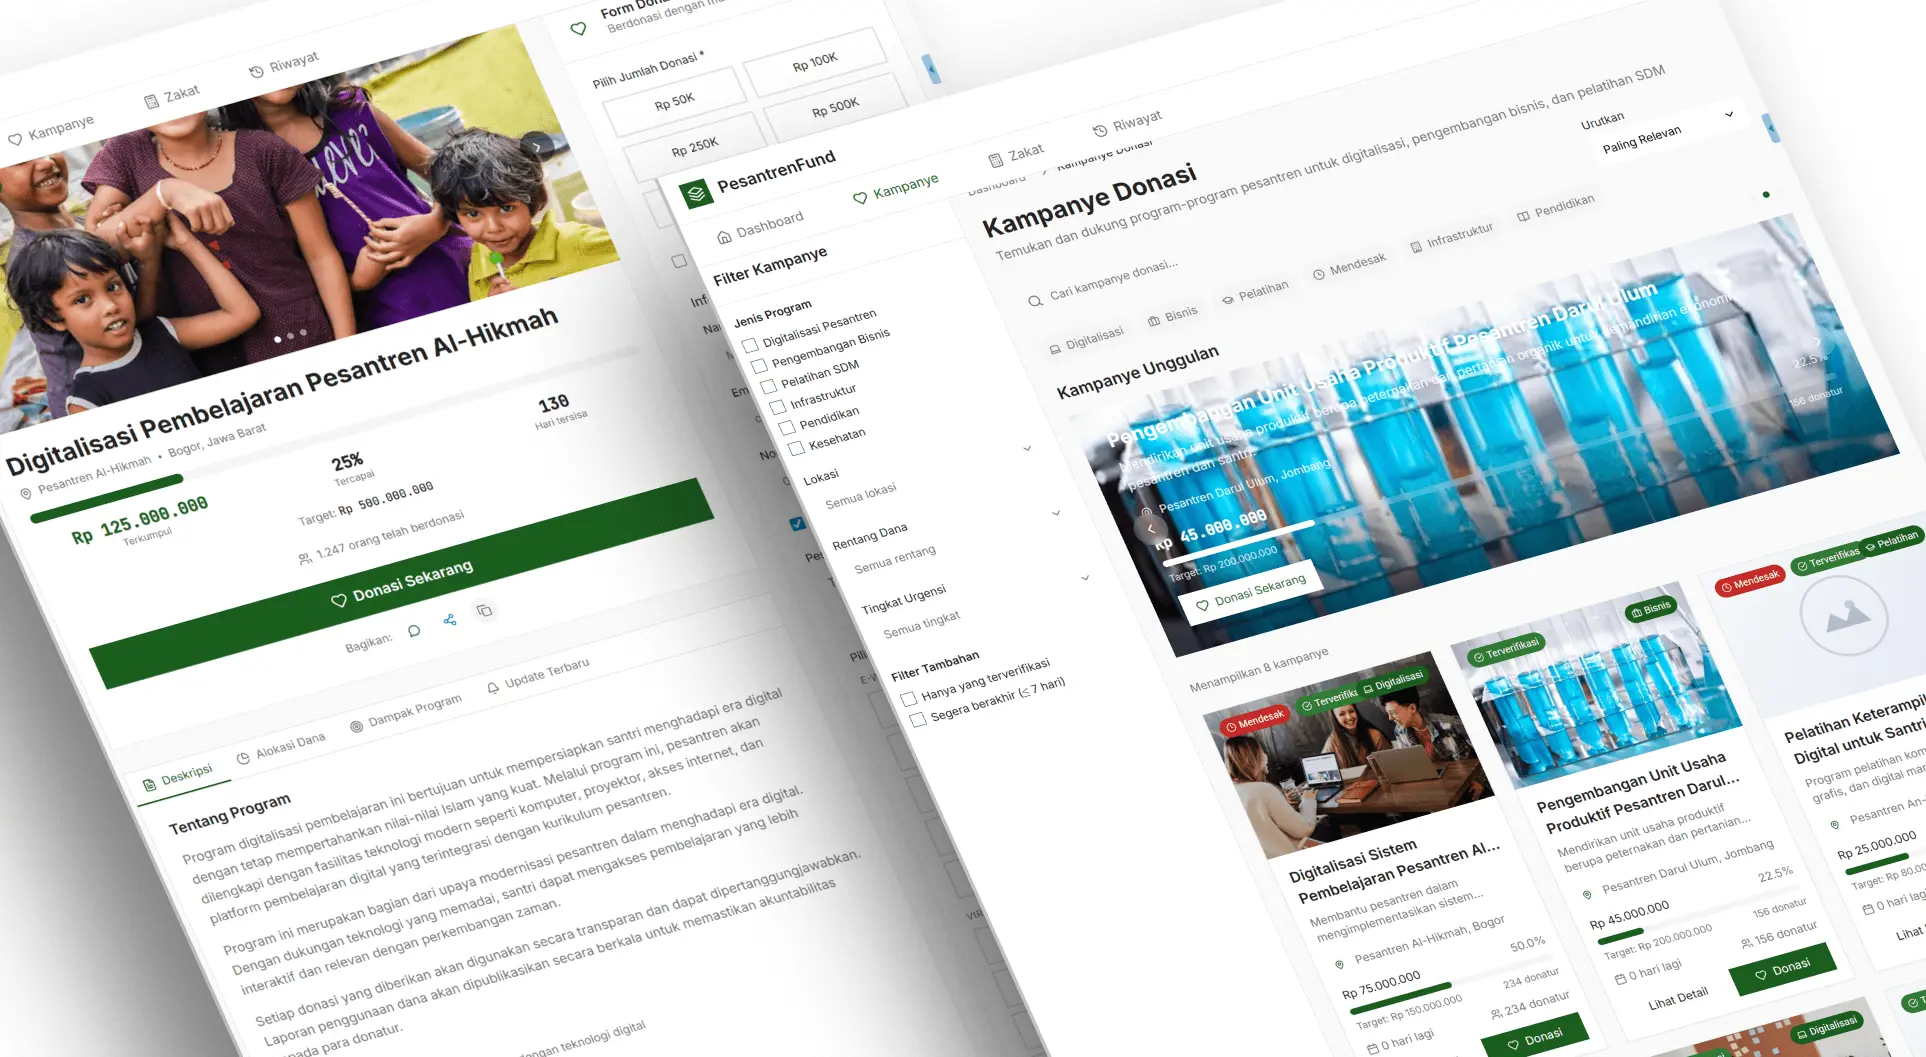 Kampanye
Zakat
Riwayat
Digitalisasi Pembelajaran Pesantren Al-Hikmah
Pesantren Al-Hikmah • Bogor, Jawa Barat
Rp 125.000.000
Terkumpul
25%
Tercapai
130
Hari tersisa
Target: Rp 500.000.000
1.247 orang telah berdonasi
Donasi Sekarang
Bagikan:
Deskripsi
Alokasi Dana
Dampak Program
Update Terbaru
Tentang Program
Program digitalisasi pembelajaran ini bertujuan untuk mempersiapkan santri menghadapi era digital
dengan tetap mempertahankan nilai-nilai Islam yang kuat. Melalui program ini, pesantren akan
dilengkapi dengan fasilitas teknologi modern seperti komputer, proyektor, akses internet, dan
platform pembelajaran digital yang terintegrasi dengan kurikulum pesantren.
Program ini merupakan bagian dari upaya modernisasi pesantren dalam menghadapi era digital.
Dengan dukungan teknologi yang memadai, santri dapat mengakses pembelajaran yang lebih
interaktif dan relevan dengan perkembangan zaman.
Setiap donasi yang diberikan akan digunakan secara transparan dan dapat dipertanggungjawabkan.
Laporan penggunaan dana akan dipublikasikan secara berkala untuk memastikan akuntabilitas
para donatur.
dengan teknologi digital
Form
Berdonasi dengan
Pilih Jumlah Donasi *
Rp 50K
Rp 100K
Rp 250K
Rp 500K
PesantrenFund
Dashboard
Kampanye
Zakat
Riwayat
Filter Kampanye
Jenis Program
Digitalisasi Pesantren
Pengembangan Bisnis
Pelatihan SDM
Infrastruktur
Pendidikan
Kesehatan
Lokasi
Semua lokasi
Rentang Dana
Semua rentang
Tingkat Urgensi
Semua tingkat
Filter Tambahan
Hanya yang terverifikasi
Segera berakhir (≤ 7 hari)
Dashboard
Kampanye Donasi
Kampanye Donasi
Temukan dan dukung program-program pesantren untuk digitalisasi, pengembangan bisnis, dan pelatihan SDM
Urutkan
Paling Relevan
Cari kampanye donasi...
Digitalisasi
Bisnis
Pelatihan
Mendesak
Infrastruktur
Pendidikan
Kampanye Unggulan
Pengembangan Unit Usaha Produktif Pesantren Darul Ulum
Mendirikan unit usaha produktif berupa peternakan dan pertanian organik untuk kemandirian ekonomi
pesantren dan santri.
Pesantren Darul Ulum, Jombang
Rp 45.000.000
22.5%
Target: Rp 200.000.000
156 donatur
Donasi Sekarang
Menampilkan 8 kampanye
Mendesak
Digitalisasi
Digitalisasi Sistem
Pembelajaran Pesantren Al...
Membantu pesantren dalam
mengimplementasikan sistem...
Pesantren Al-Hikmah, Bogor
Rp 75.000.000
50.0%
Target: Rp 150.000.000
234 donatur
0 hari lagi
234 donatur
Donasi
Terverifikasi
Bisnis
Pengembangan Unit Usaha
Produktif Pesantren Darul...
Mendirikan unit usaha produktif
berupa peternakan dan pertanian...
Pesantren Darul Ulum, Jombang
Rp 45.000.000
22.5%
Target: Rp 200.000.000
156 donatur
0 hari lagi
156 donatur
Lihat Detail
Donasi
Mendesak
Terverifikas
Pelatihan
Pelatihan Keterampil
Digital untuk Santri
Program pelatihan
grafis, dan digital
Pesantren
Rp 25.000.000
Target: Rp
0 hari
Lihat
Digitalisasi